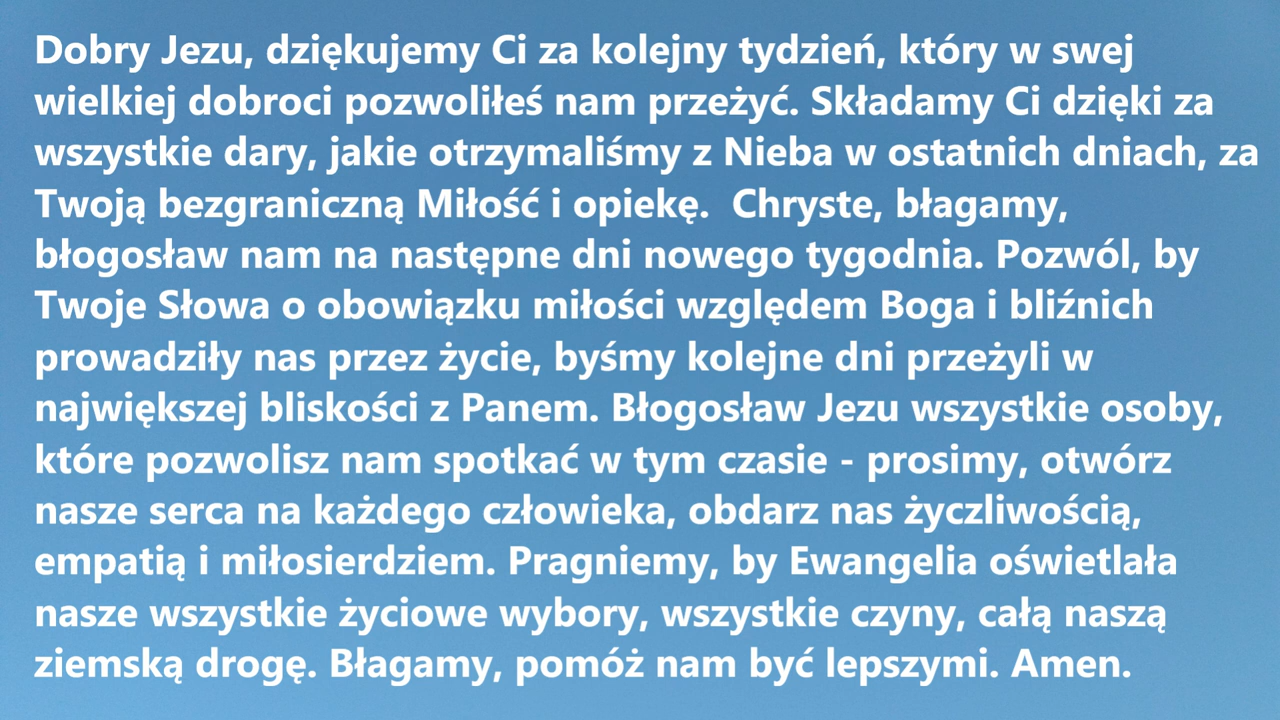 Dobry Jezu, dziękujemy Ci za kolejny tydzień, który w swej
wielkiej dobroci pozwoliłeś nam przeżyć. Składamy Ci dzięki za
wszystkie dary, jakie otrzymaliśmy z Nieba w ostatnich dniach, za
Twoją bezgraniczną Miłość i opiekę.  Chryste, błagamy,
błogosław nam na następne dni nowego tygodnia. Pozwól, by
Twoje Słowa o obowiązku miłości względem Boga i bliźnich
prowadziły nas przez życie, byśmy kolejne dni przeżyli w
największej bliskości z Panem. Błogosław Jezu wszystkie osoby,
które pozwolisz nam spotkać w tym czasie - prosimy, otwórz
nasze serca na każdego człowieka, obdarz nas życzliwością,
empatią i miłosierdziem. Pragniemy, by Ewangelia oświetlała
nasze wszystkie życiowe wybory, wszystkie czyny, całą naszą
ziemską drogę. Błagamy, pomóż nam być lepszymi. Amen.